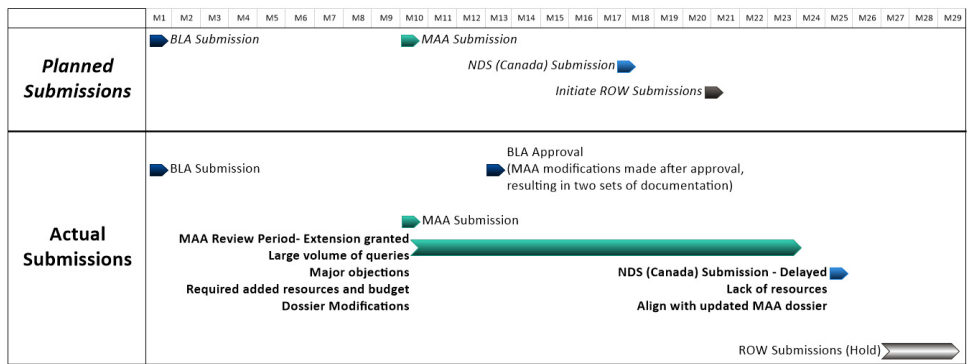 M1 M2 M3 M4 M5 M6 M7 M8 M9 M10 M11 M12 M13 M14 M15 M16 M17 M18 M19 M20 M21 M22 M23 M24 M25 M26 M27 M28 M29
Planned
Submissions
BLA Submission
MAA Submission
NDS (Canada) Submission
Initiate ROW Submissions
Actual
Submissions
BLA Submission
BLA Approval
(MAA modifications made after approval,
resulting in two sets of documentation)
MAA Submission
MAA Review Period- Extension granted
Large volume of queries
Major objections
Required added resources and budget
Dossier Modifications
NDS (Canada) Submission - Delayed
Lack of resources
Align with updated MAA dossier
ROW Submissions (Hold)